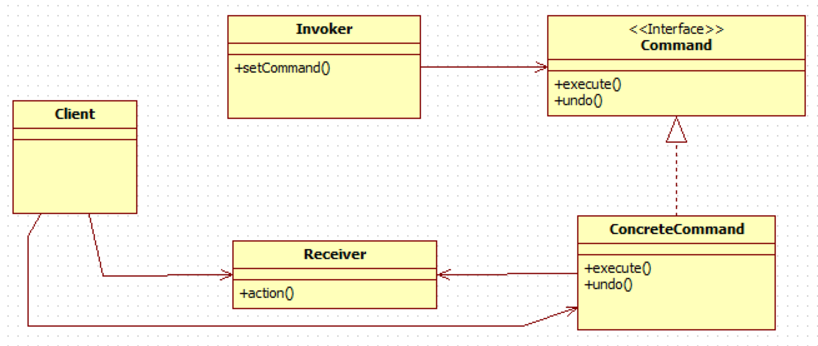 Invoker
+setCommand()
<<Interface>>
Command
+execute()
+undo()
Client
Receiver
+action()
ConcreteCommand
+execute()
+undo()